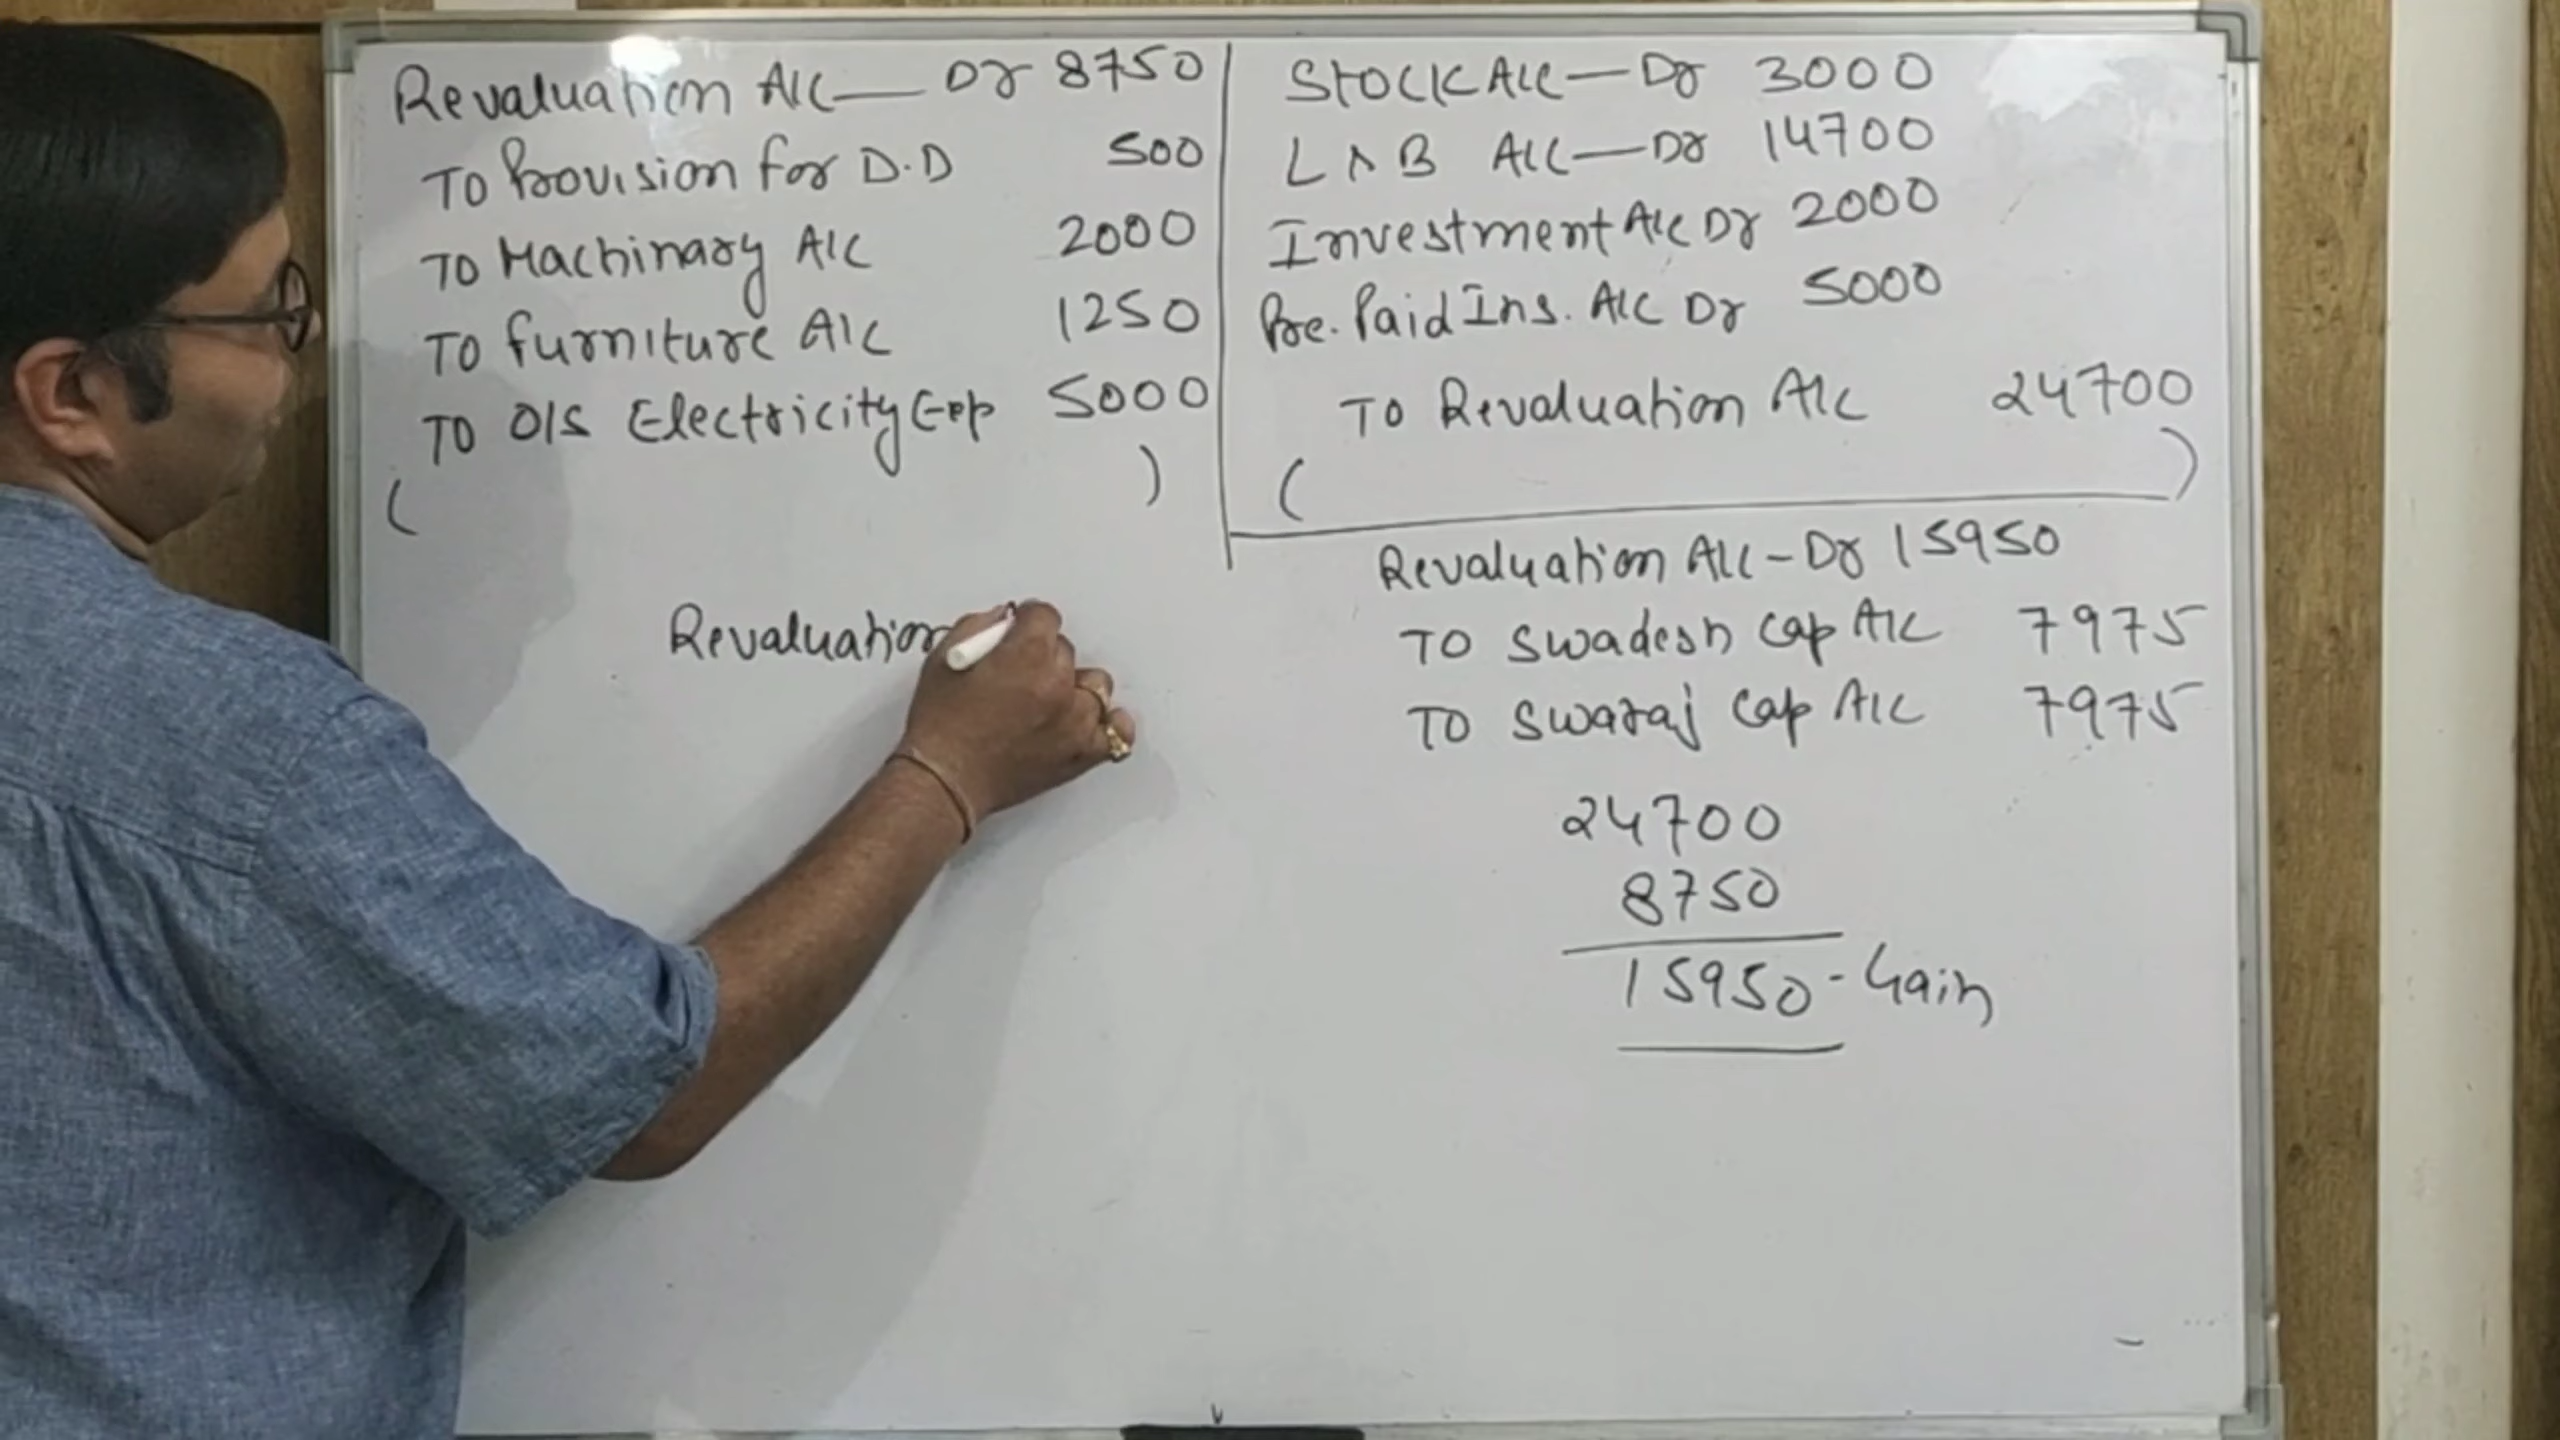 Revaluation A/C — Dr 8750
To Provision for D.D 500
To Machinary A/C 2000
To furniture A/C 1250
To O/S Electricity Exp 5000
( )
Revaluation
Stock A/C — Dr 3000
L & B A/C — Dr 14700
Investment A/C Dr 2000
Pre. Paid Ins. A/C Dr 5000
To Revaluation A/C 24700
( )
Revaluation A/C - Dr 15950
To Swadesh Cap A/C 7975
To Swaraj Cap A/C 7975
24700
8750
15950 - Gain